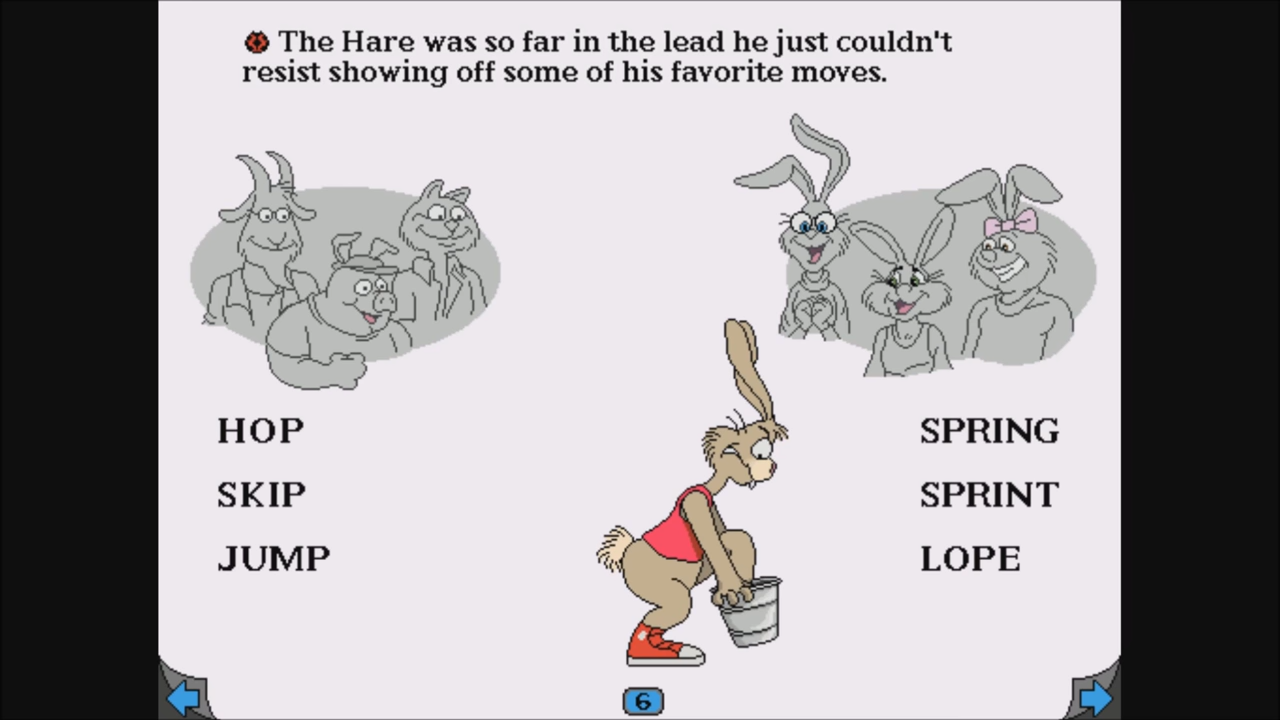 The Hare was so far in the lead he just couldn't
resist showing off some of his favorite moves.
HOP
SKIP
JUMP
SPRING
SPRINT
LOPE
6